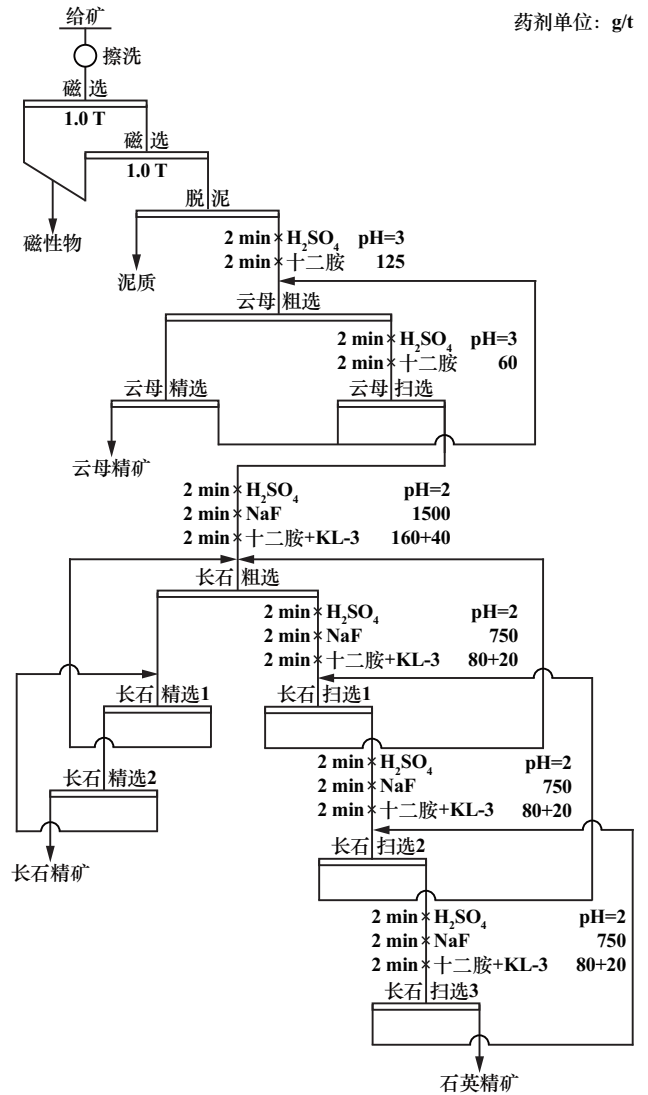 给矿
药剂单位：g/t
擦洗
磁选
1.0 T
磁选
1.0 T
脱泥
磁性物
泥质
2 min H₂SO₄ pH=3
2 min 十二胺 125
云母 粗选
2 min H₂SO₄ pH=3
2 min 十二胺 60
云母 精选
云母 扫选
云母精矿
2 min H₂SO₄ pH=2
2 min NaF 1500
2 min 十二胺+KL-3 160+40
长石 粗选
2 min H₂SO₄ pH=2
2 min NaF 750
2 min 十二胺+KL-3 80+20
长石 精选1
长石 扫选1
2 min H₂SO₄ pH=2
2 min NaF 750
2 min 十二胺+KL-3 80+20
长石 精选2
长石 扫选2
长石精矿
2 min H₂SO₄ pH=2
2 min NaF 750
2 min 十二胺+KL-3 80+20
长石 扫选3
石英精矿